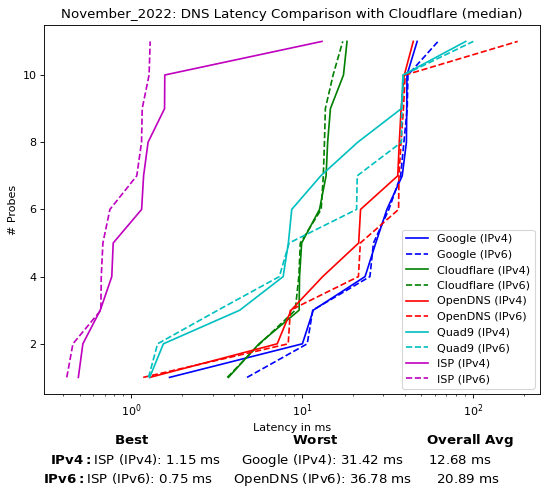 November_2022: DNS Latency Comparison with Cloudflare (median)
10
8
6
4
2
# Probes
Google (IPv4)
Google (IPv6)
Cloudflare (IPv4)
Cloudflare (IPv6)
OpenDNS (IPv4)
OpenDNS (IPv6)
Quad9 (IPv4)
Quad9 (IPv6)
ISP (IPv4)
ISP (IPv6)
10⁰ 10¹ 10²
Latency in ms
Best Worst Overall Avg
IPv4: ISP (IPv4): 1.15 ms Google (IPv4): 31.42 ms 12.68 ms
IPv6: ISP (IPv6): 0.75 ms OpenDNS (IPv6): 36.78 ms 20.89 ms